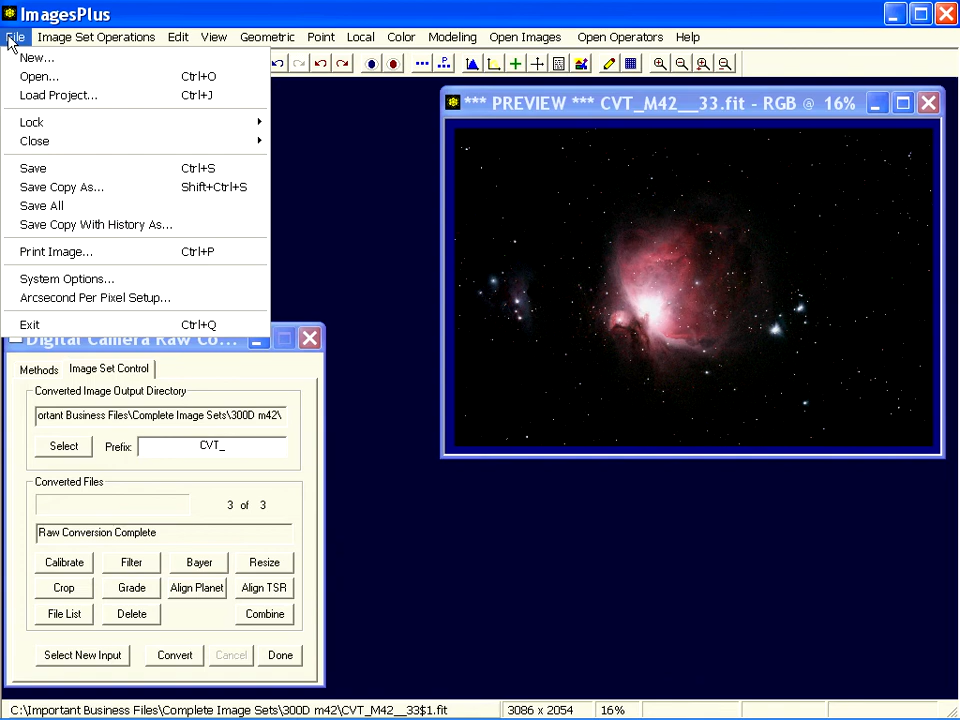 ImagesPlus
File Image Set Operations Edit View Geometric Point Local Color Modeling Open Images Open Operators Help
New...
Open... Ctrl+O
Load Project... Ctrl+J
Lock
Close
Save Ctrl+S
Save Copy As... Shift+Ctrl+S
Save All
Save Copy With History As...
Print Image... Ctrl+P
System Options...
Arcsecond Per Pixel Setup...
Exit Ctrl+Q
*** PREVIEW *** CVT_M42__33.fit - RGB @ 16%
Digital Camera Raw Co...
Methods Image Set Control
Converted Image Output Directory
ortant Business Files\Complete Image Sets\300D m42\
Select Prefix: CVT_
Converted Files
3 of 3
Raw Conversion Complete
Calibrate Filter Bayer Resize
Crop Grade Align Planet Align TSR
File List Delete Combine
Select New Input Convert Cancel Done
C:\Important Business Files\Complete Image Sets\300D m42\CVT_M42__33$1.fit 3086 x 2054 16%